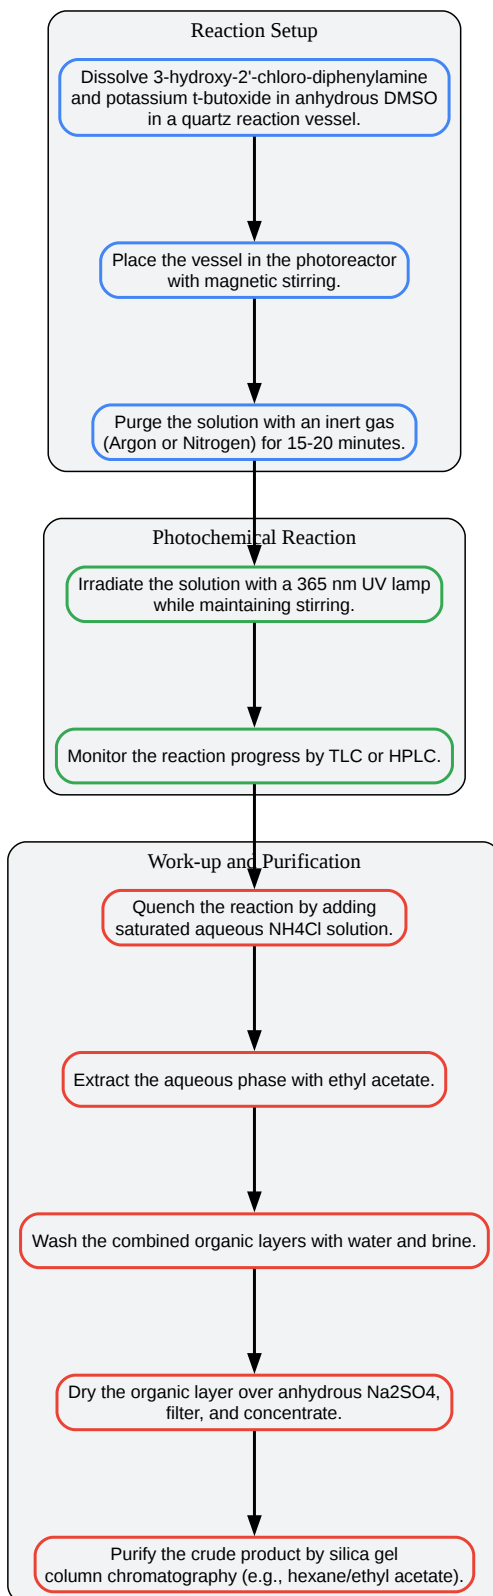 Reaction Setup
Dissolve 3-hydroxy-2'-chloro-diphenylamine
and potassium t-butoxide in anhydrous DMSO
in a quartz reaction vessel.
Place the vessel in the photoreactor
with magnetic stirring.
Purge the solution with an inert gas
(Argon or Nitrogen) for 15-20 minutes.
Photochemical Reaction
Irradiate the solution with a 365 nm UV lamp
while maintaining stirring.
Monitor the reaction progress by TLC or HPLC.
Work-up and Purification
Quench the reaction by adding
saturated aqueous NH4Cl solution.
Extract the aqueous phase with ethyl acetate.
Wash the combined organic layers with water and brine.
Dry the organic layer over anhydrous Na2SO4,
filter, and concentrate.
Purify the crude product by silica gel
column chromatography (e.g., hexane/ethyl acetate).